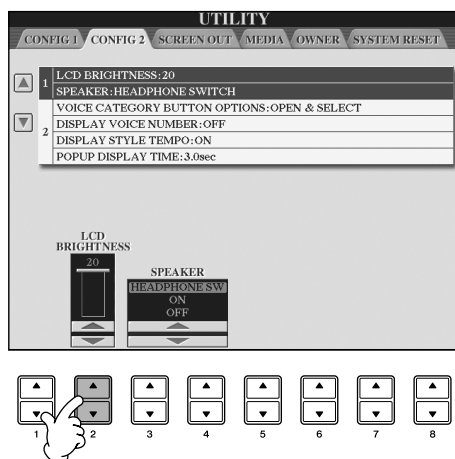 UTILITY
CONFIG 1 CONFIG 2 SCREEN OUT MEDIA OWNER SYSTEM RESET
1 LCD BRIGHTNESS:20
SPEAKER:HEADPHONE SWITCH
2 VOICE CATEGORY BUTTON OPTIONS:OPEN & SELECT
DISPLAY VOICE NUMBER:OFF
DISPLAY STYLE TEMPO:ON
POPUP DISPLAY TIME:3.0sec
LCD
BRIGHTNESS
20
SPEAKER
HEADPHONE SW
ON
OFF
1 2 3 4 5 6 7 8